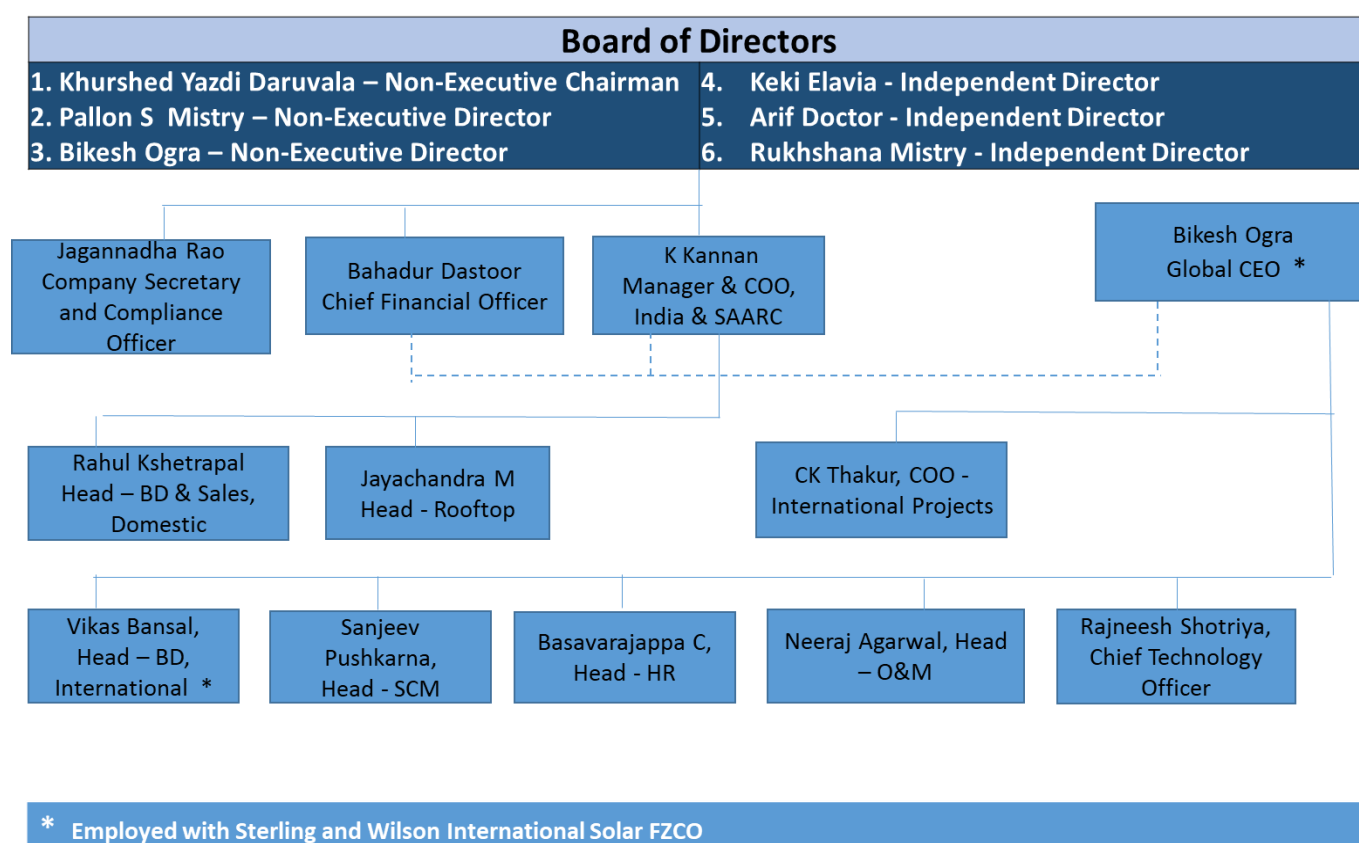 Board of Directors
1. Khurshed Yazdi Daruvala – Non-Executive Chairman
2. Pallon S Mistry – Non-Executive Director
3. Bikesh Ogra – Non-Executive Director
4. Keki Elavia - Independent Director
5. Arif Doctor - Independent Director
6. Rukhshana Mistry - Independent Director
Jagannadha Rao
Company Secretary
and Compliance
Officer
Bahadur Dastoor
Chief Financial Officer
K Kannan
Manager & COO,
India & SAARC
Bikesh Ogra
Global CEO *
Rahul Kshetrapal
Head – BD & Sales,
Domestic
Jayachandra M
Head - Rooftop
CK Thakur, COO -
International Projects
Vikas Bansal,
Head – BD,
International *
Sanjeev
Pushkarna,
Head - SCM
Basavarajappa C,
Head - HR
Neeraj Agarwal, Head
– O&M
Rajneesh Shotriya,
Chief Technology
Officer
* Employed with Sterling and Wilson International Solar FZCO